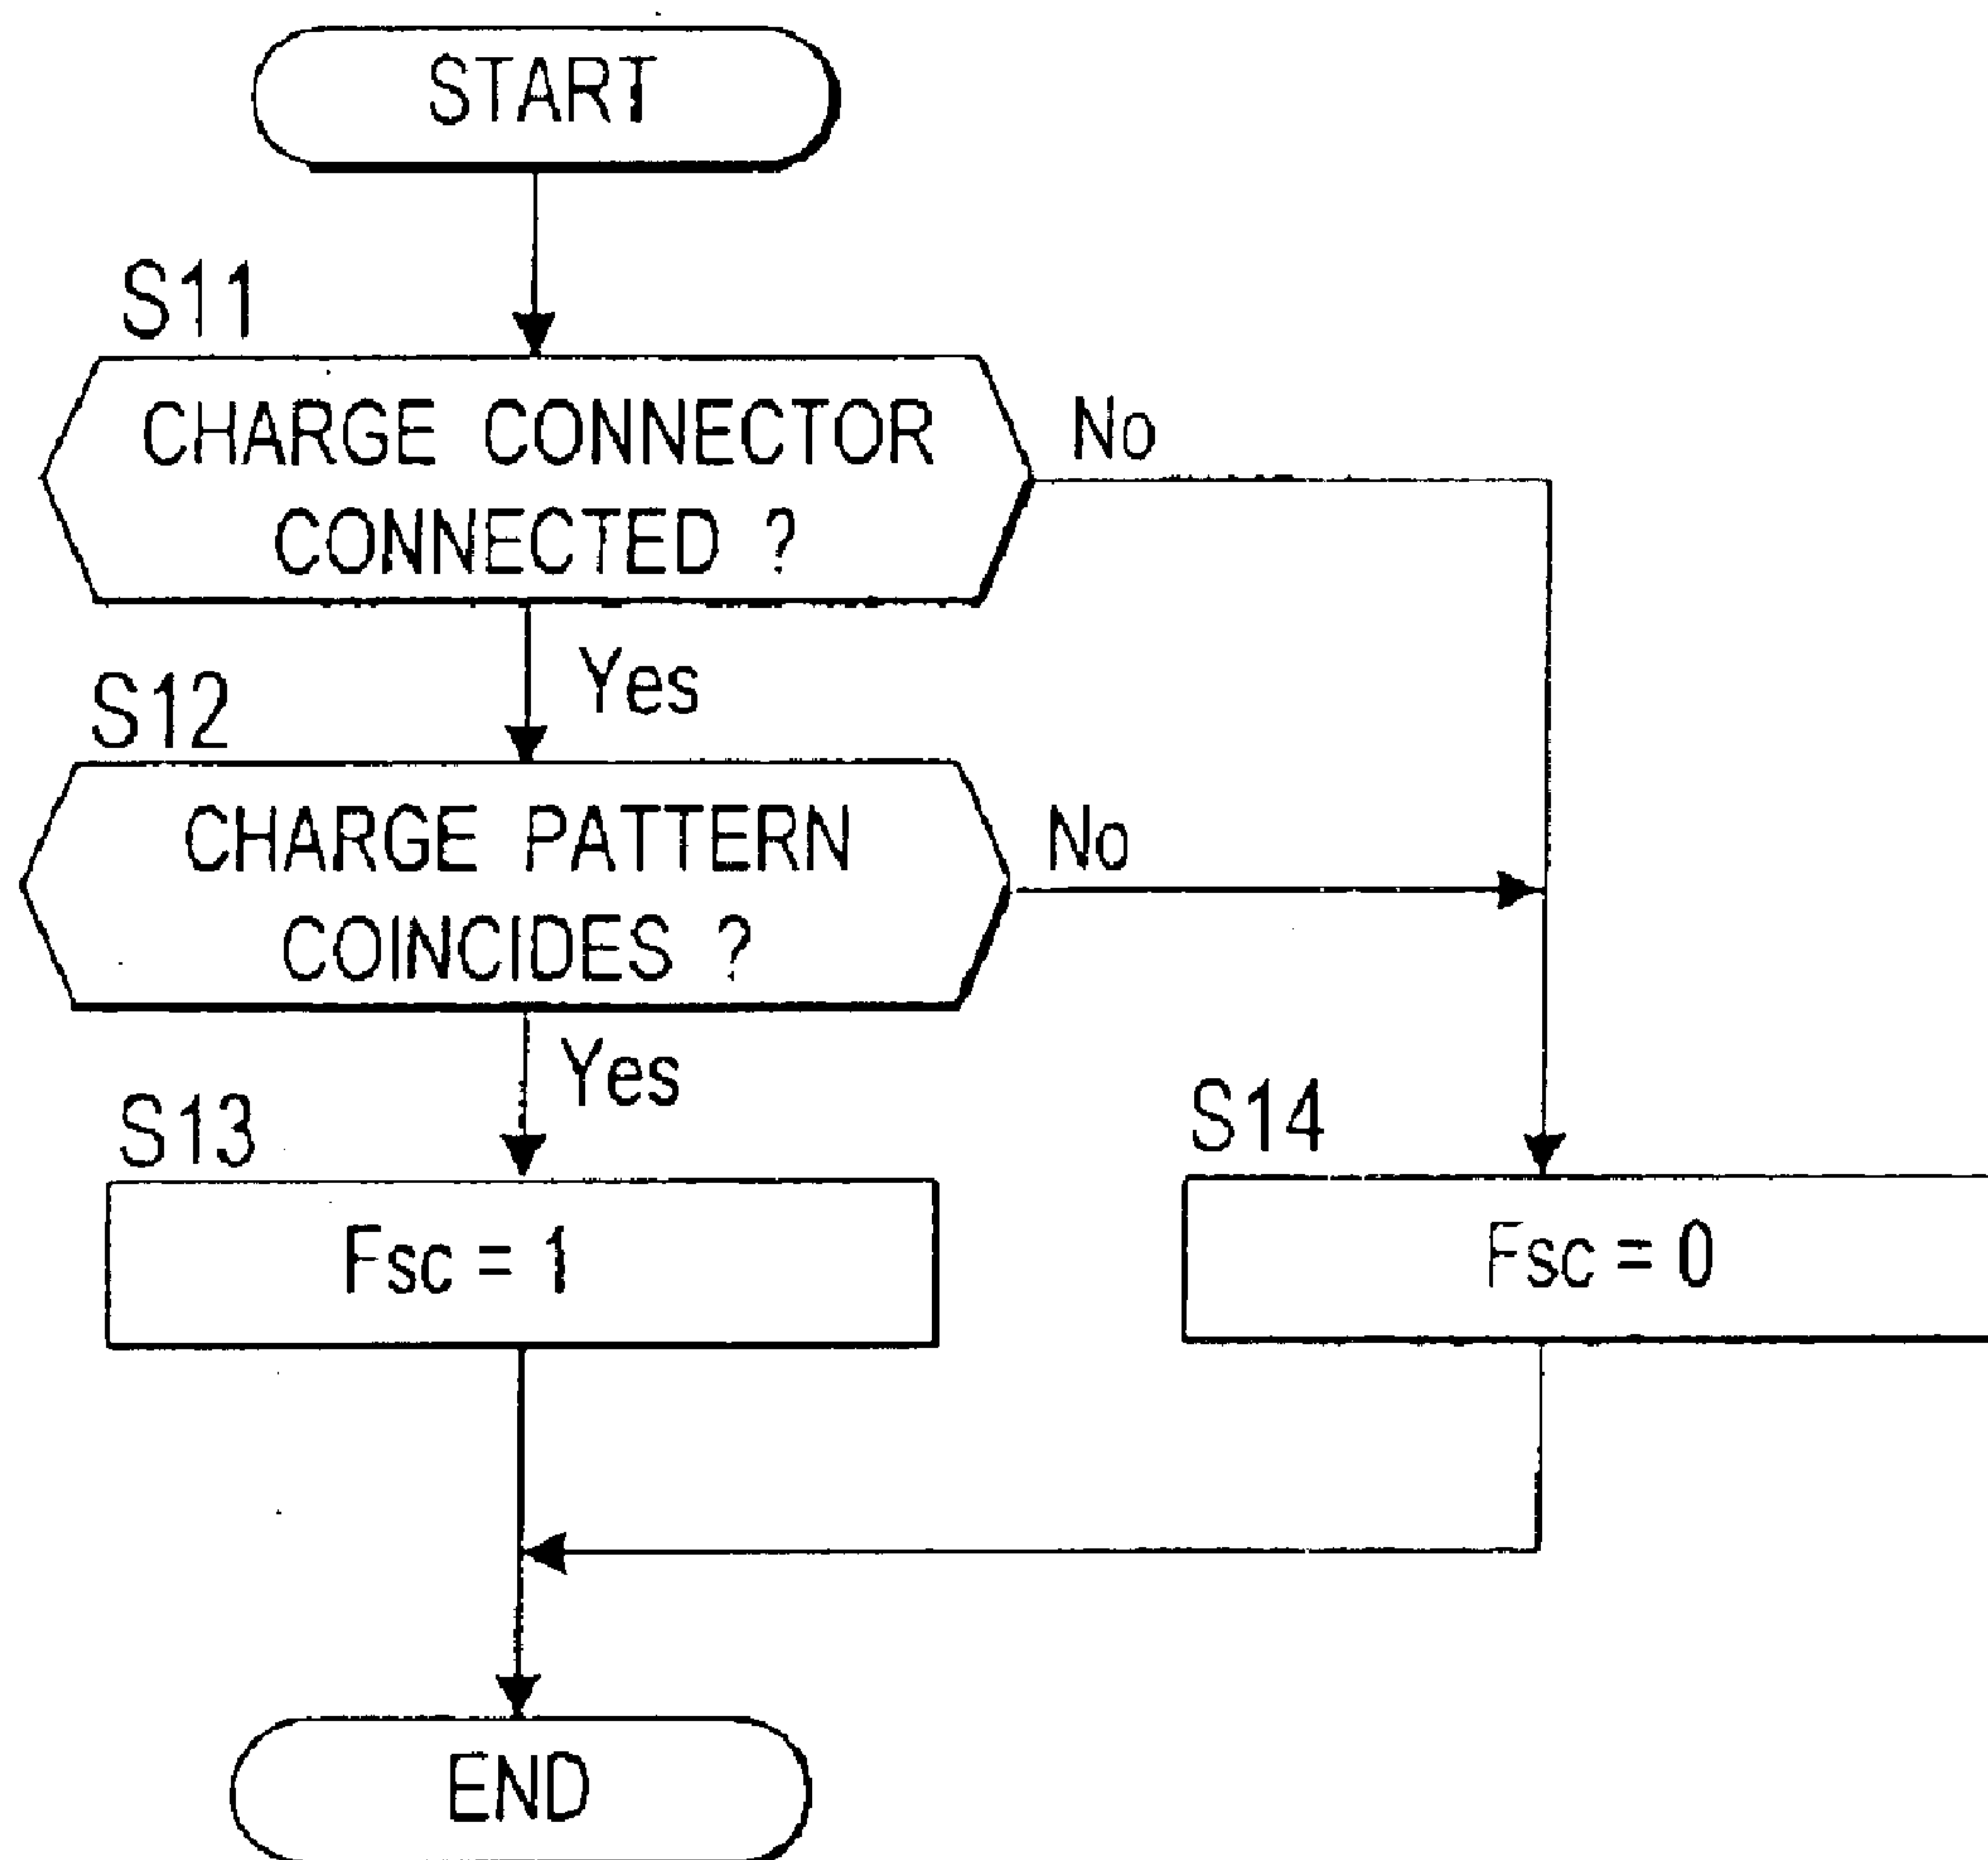 START
S11
CHARGE CONNECTOR
CONNECTED ?
No
Yes
S12
CHARGE PATTERN
COINCIDES ?
No
Yes
S13
Fsc = 1
S14
Fsc = 0
END